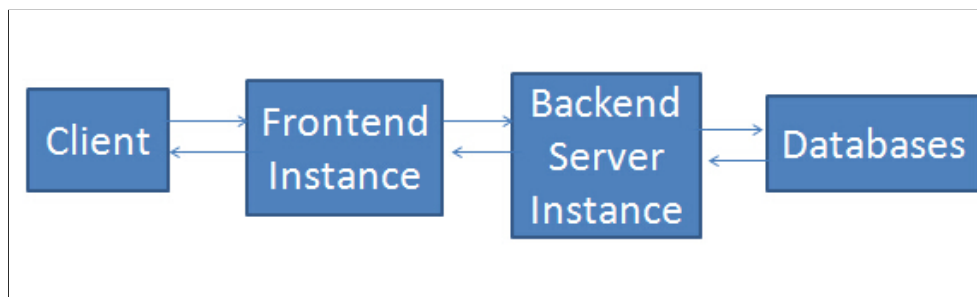 Client
Frontend
Instance
Backend
Server
Instance
Databases